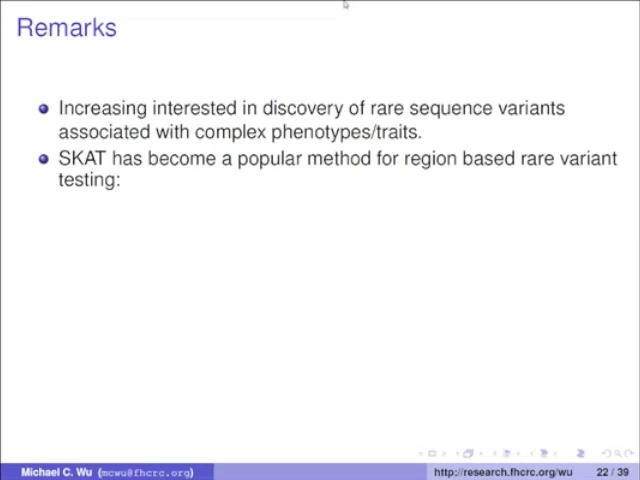 Remarks
Increasing interested in discovery of rare sequence variants
associated with complex phenotypes/traits.
SKAT has become a popular method for region based rare variant
testing:
Michael C. Wu (mcwu@fhcrc.org)
http://research.fhcrc.org/wu
22 / 39